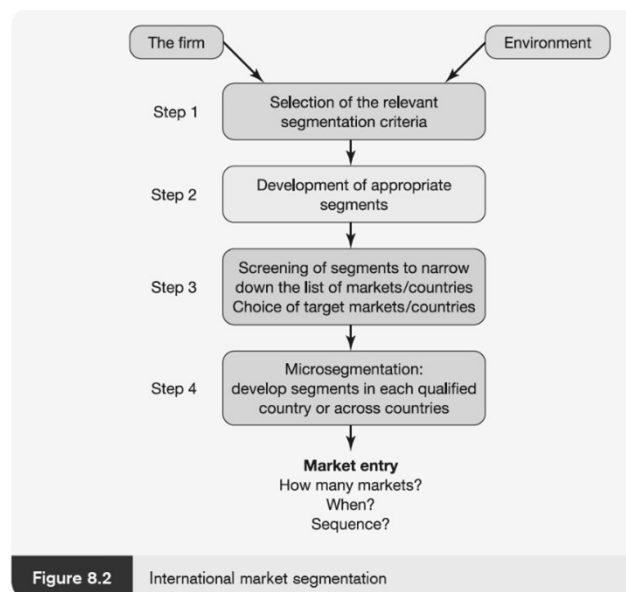 The firm
Environment
Step 1
Selection of the relevant
segmentation criteria
Step 2
Development of appropriate
segments
Step 3
Screening of segments to narrow
down the list of markets/countries
Choice of target markets/countries
Step 4
Microsegmentation:
develop segments in each qualified
country or across countries
Market entry
How many markets?
When?
Sequence?
Figure 8.2
International market segmentation